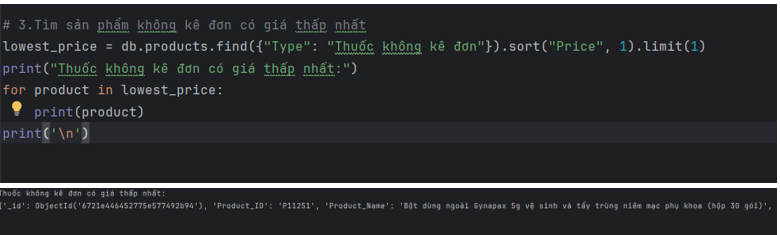 # 3.Tìm sản phẩm không kê đơn có giá thấp nhất
lowest_price = db.products.find({"Type": "Thuốc không kê đơn"}).sort("Price", 1).limit(1)
print("Thuốc không kê đơn có giá thấp nhất:")
for product in lowest_price:
print(product)
print('\n')
Thuốc không kê đơn có giá thấp nhất:
{'_id': ObjectId('6721e446452775e577492b94'), 'Product_ID': 'P11251', 'Product_Name': 'Bột dùng ngoài Gynapax 5g vệ sinh và tẩy trùng niêm mạc phụ khoa (hộp 30 gói)',